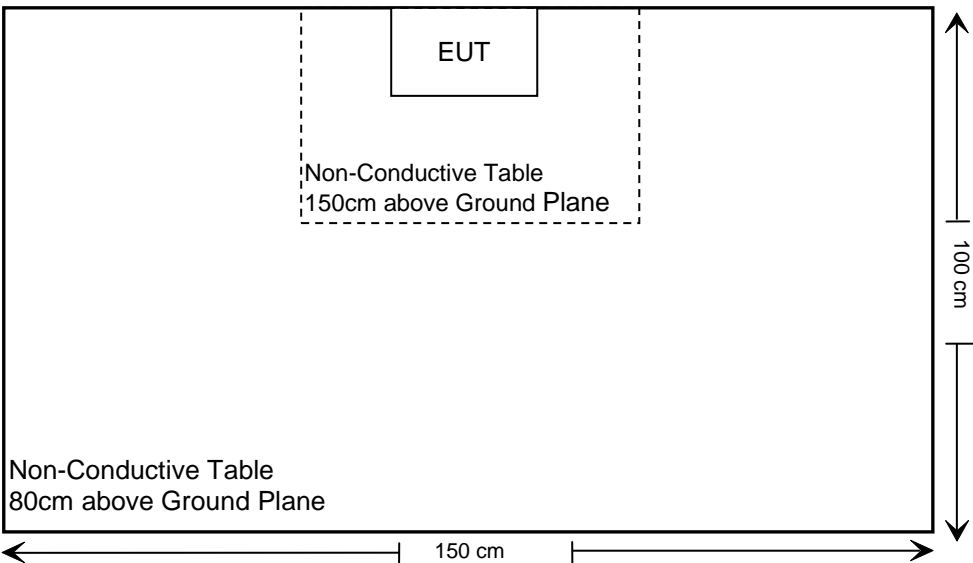 EUT
Non-Conductive Table
150cm above Ground Plane
100 cm
Non-Conductive Table
80cm above Ground Plane
150 cm